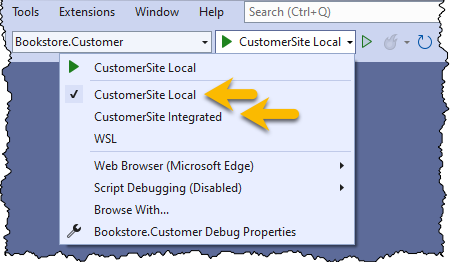 Tools Extensions Window Help Search (Ctrl+Q)
Bookstore.Customer CustomerSite Local
CustomerSite Local
CustomerSite Local
CustomerSite Integrated
WSL
Web Browser (Microsoft Edge)
Script Debugging (Disabled)
Browse With...
Bookstore.Customer Debug Properties